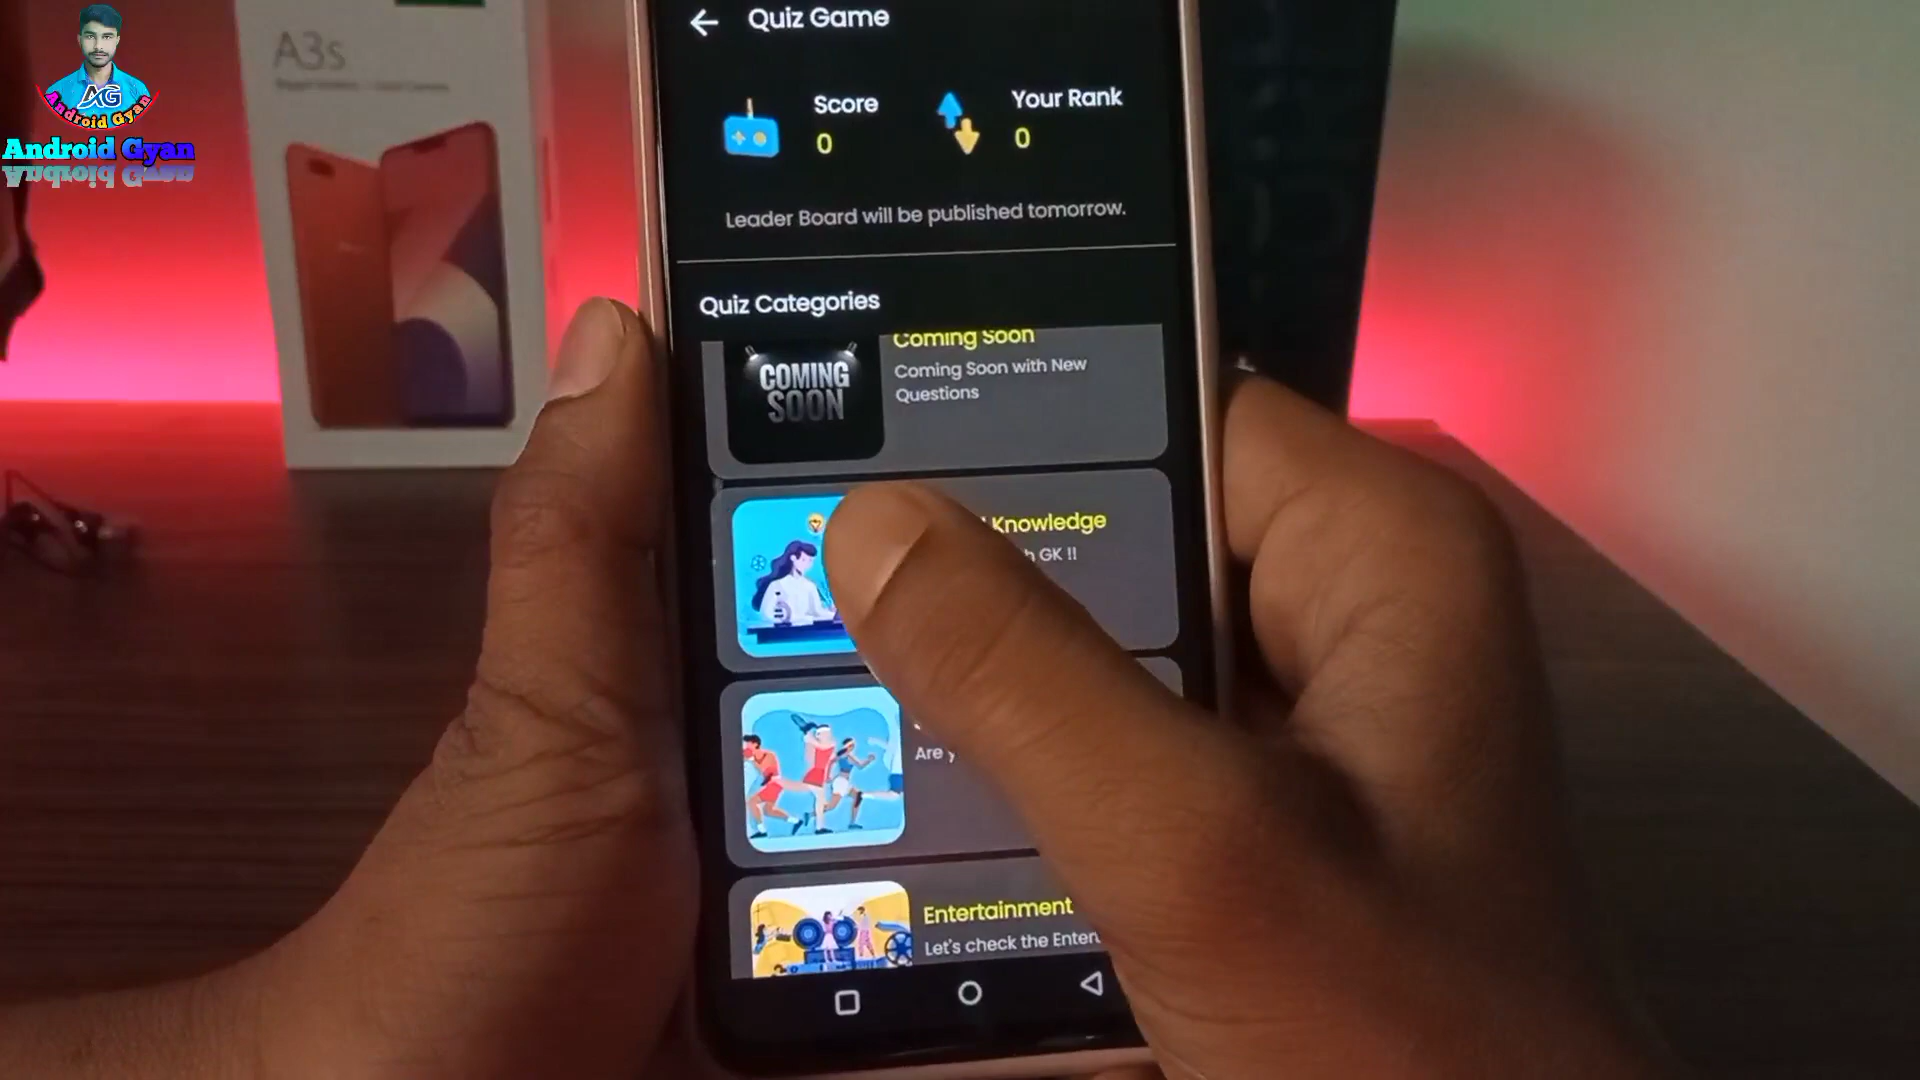 A3s
AG
Android Gyan
Android Gyan
Quiz Game
Score
0
Your Rank
0
Leader Board will be published tomorrow.
Quiz Categories
COMING
SOON
Coming Soon
Coming Soon with New
Questions
Knowledge
GK !!
Are
Entertainment
Let's check the